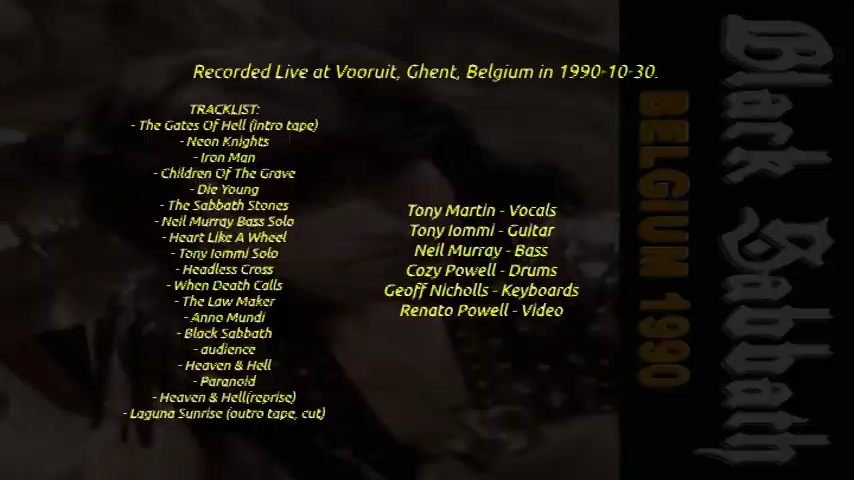 Recorded Live at Vooruit, Ghent, Belgium in 1990-10-30.
TRACKLIST:
- The Gates Of Hell (intro tape)
- Neon Knights
- Iron Man
- Children Of The Grave
- Die Young
- The Sabbath Stones
- Neil Murray Bass Solo
- Heart Like A Wheel
- Tony Iommi Solo
- Headless Cross
- When Death Calls
- The Law Maker
- Anno Mundi
- Black Sabbath
- audience
- Heaven & Hell
- Paranoid
- Heaven & Hell(reprise)
- Laguna Sunrise (outro tape, cut)
Tony Martin - Vocals
Tony Iommi - Guitar
Neil Murray - Bass
Cozy Powell - Drums
Geoff Nicholls - Keyboards
Renato Powell - Video
BELGIUM 1990
Black Sabbath